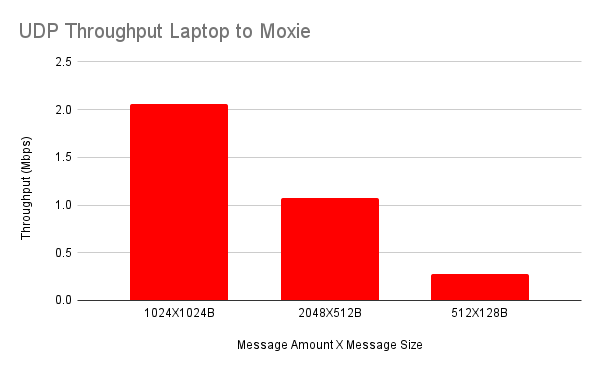 UDP Throughput Laptop to Moxie
2.5
2.0
1.5
1.0
0.5
0.0
Throughput (Mbps)
1024X1024B
2048X512B
512X128B
Message Amount X Message Size